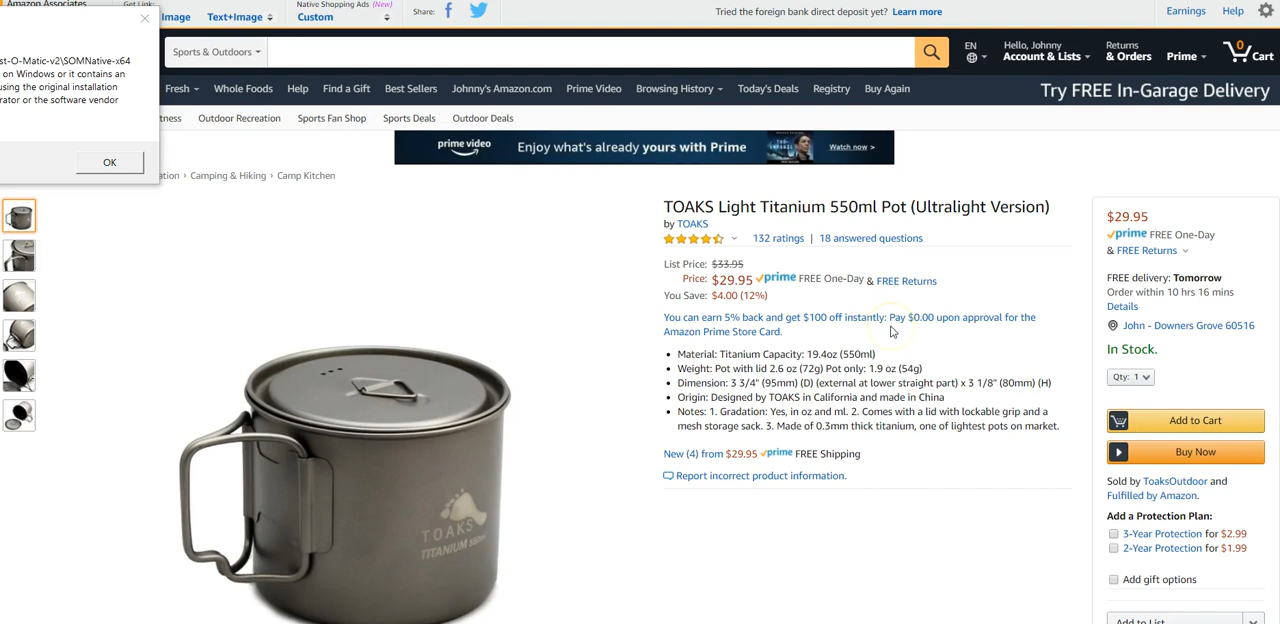 Amazon Associates
Get Link:
Image
Text+Image
Native Shopping Ads (New)
Custom
Share:
Tried the foreign bank direct deposit yet? Learn more
Earnings
Help
st-O-Matic-v2\SOMNative-x64
on Windows or it contains an
using the original installation
rator or the software vendor
OK
Sports & Outdoors
EN
Hello, Johnny
Account & Lists
Returns
& Orders
Prime
0
Cart
Fresh
Whole Foods
Help
Find a Gift
Best Sellers
Johnny's Amazon.com
Prime Video
Browsing History
Today's Deals
Registry
Buy Again
Try FREE In-Garage Delivery
tness
Outdoor Recreation
Sports Fan Shop
Sports Deals
Outdoor Deals
prime video
Enjoy what's already yours with Prime
Watch now >
ation › Camping & Hiking › Camp Kitchen
TOAKS
TITANIUM 550ml
TOAKS Light Titanium 550ml Pot (Ultralight Version)
by TOAKS
132 ratings | 18 answered questions
List Price: $33.95
Price: $29.95 prime FREE One-Day & FREE Returns
You Save: $4.00 (12%)
You can earn 5% back and get $100 off instantly: Pay $0.00 upon approval for the
Amazon Prime Store Card.
• Material: Titanium Capacity: 19.4oz (550ml)
• Weight: Pot with lid 2.6 oz (72g) Pot only: 1.9 oz (54g)
• Dimension: 3 3/4" (95mm) (D) (external at lower straight part) x 3 1/8" (80mm) (H)
• Origin: Designed by TOAKS in California and made in China
• Notes: 1. Gradation: Yes, in oz and ml. 2. Comes with a lid with lockable grip and a
mesh storage sack. 3. Made of 0.3mm thick titanium, one of lightest pots on market.
New (4) from $29.95 prime FREE Shipping
Report incorrect product information.
$29.95
prime FREE One-Day
& FREE Returns
FREE delivery: Tomorrow
Order within 10 hrs 16 mins
Details
John - Downers Grove 60516
In Stock.
Qty: 1
Add to Cart
Buy Now
Sold by ToaksOutdoor and
Fulfilled by Amazon.
Add a Protection Plan:
3-Year Protection for $2.99
2-Year Protection for $1.99
Add gift options
Add to List